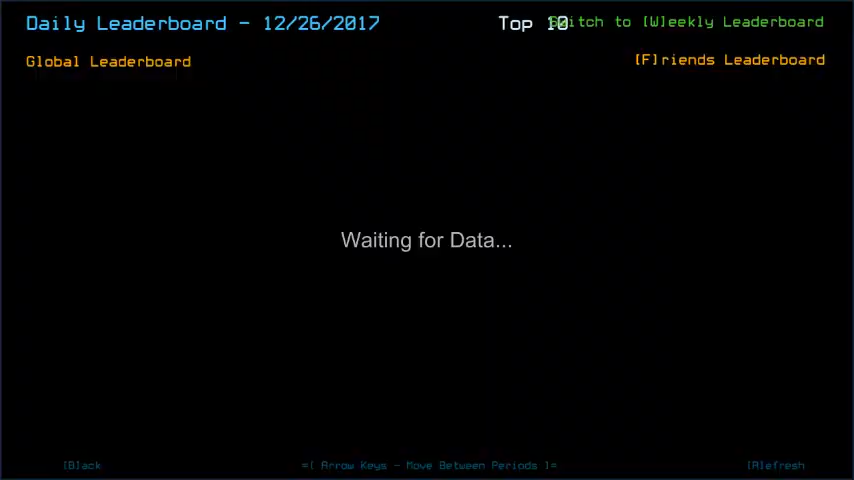 Daily Leaderboard - 12/26/2017
Top 10
Switch to [W]eekly Leaderboard
Global Leaderboard
[F]riends Leaderboard
Waiting for Data...
[B]ack
=[ Arrow Keys - Move Between Periods ]=
[R]efresh